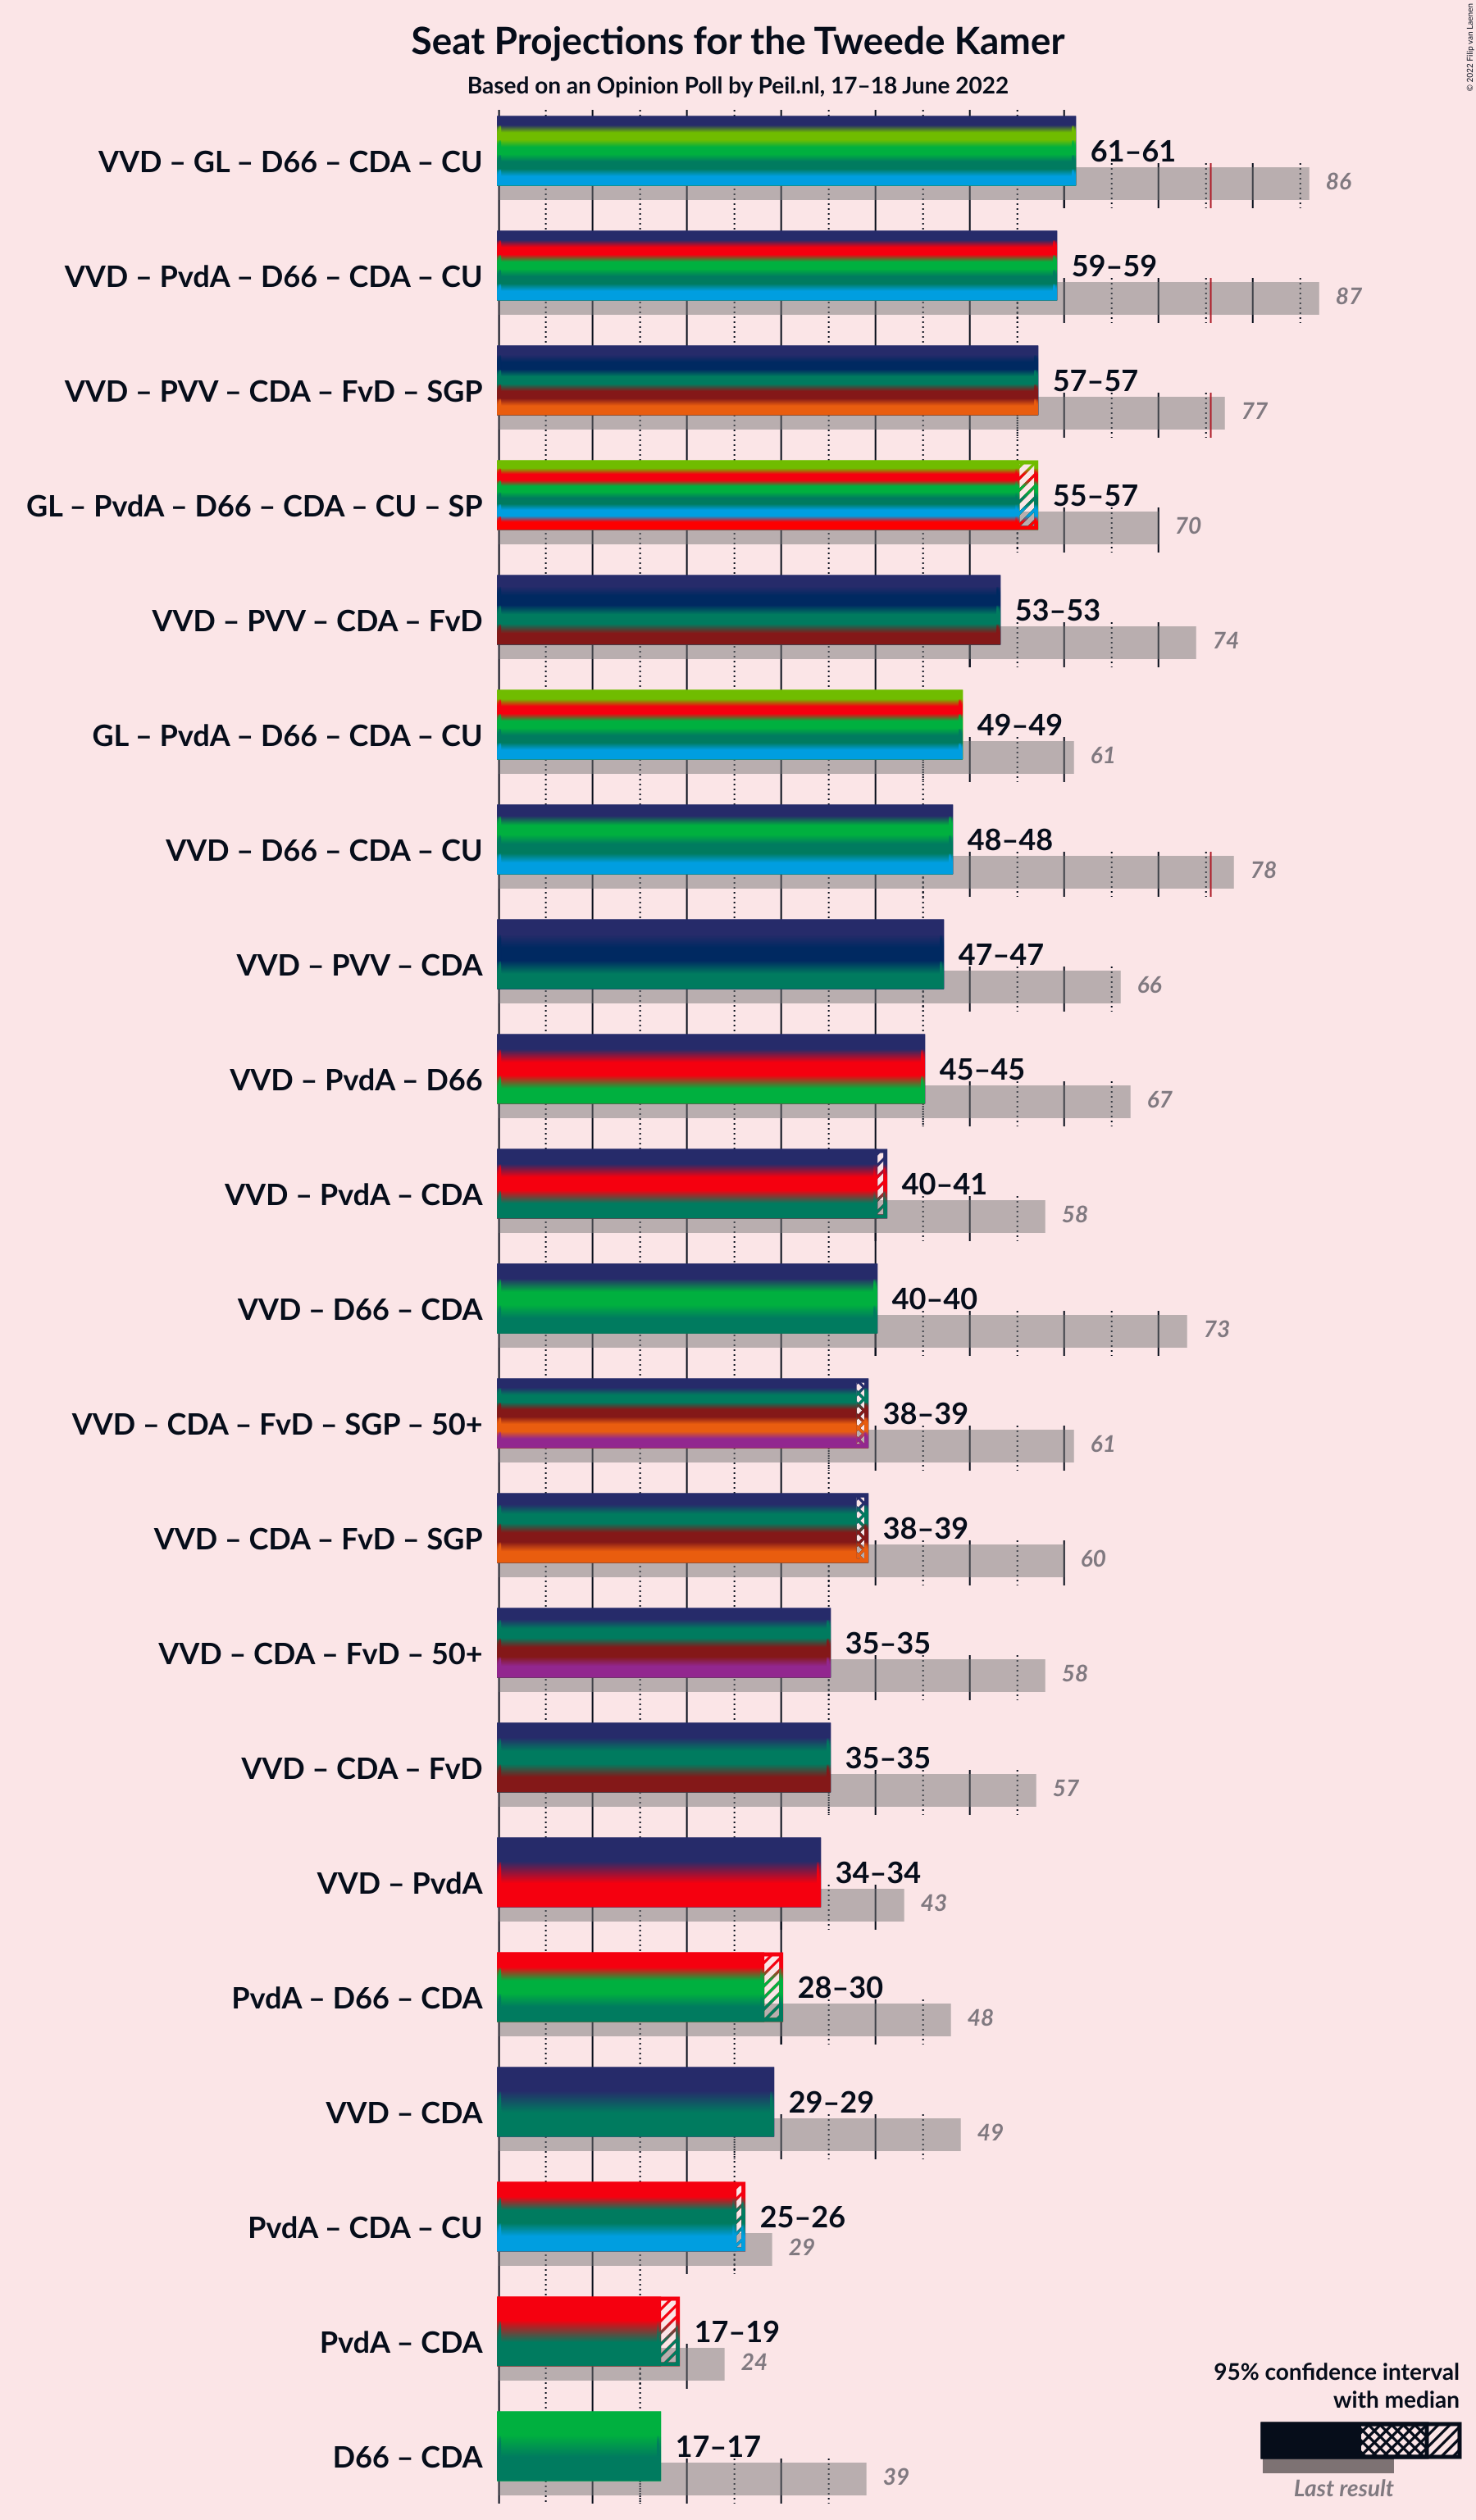 Seat Projections for the Tweede Kamer
Based on an Opinion Poll by Peil.nl, 17–18 June 2022
© 2022 Filip van Laenen
VVD – GL – D66 – CDA – CU
61–61
86
VVD – PvdA – D66 – CDA – CU
59–59
87
VVD – PVV – CDA – FvD – SGP
57–57
77
GL – PvdA – D66 – CDA – CU – SP
55–57
70
VVD – PVV – CDA – FvD
53–53
74
GL – PvdA – D66 – CDA – CU
49–49
61
VVD – D66 – CDA – CU
48–48
78
VVD – PVV – CDA
47–47
66
VVD – PvdA – D66
45–45
67
VVD – PvdA – CDA
40–41
58
VVD – D66 – CDA
40–40
73
VVD – CDA – FvD – SGP – 50+
38–39
61
VVD – CDA – FvD – SGP
38–39
60
VVD – CDA – FvD – 50+
35–35
58
VVD – CDA – FvD
35–35
57
VVD – PvdA
34–34
43
PvdA – D66 – CDA
28–30
48
VVD – CDA
29–29
49
PvdA – CDA – CU
25–26
29
PvdA – CDA
17–19
24
D66 – CDA
17–17
39
95% confidence interval
with median
Last result